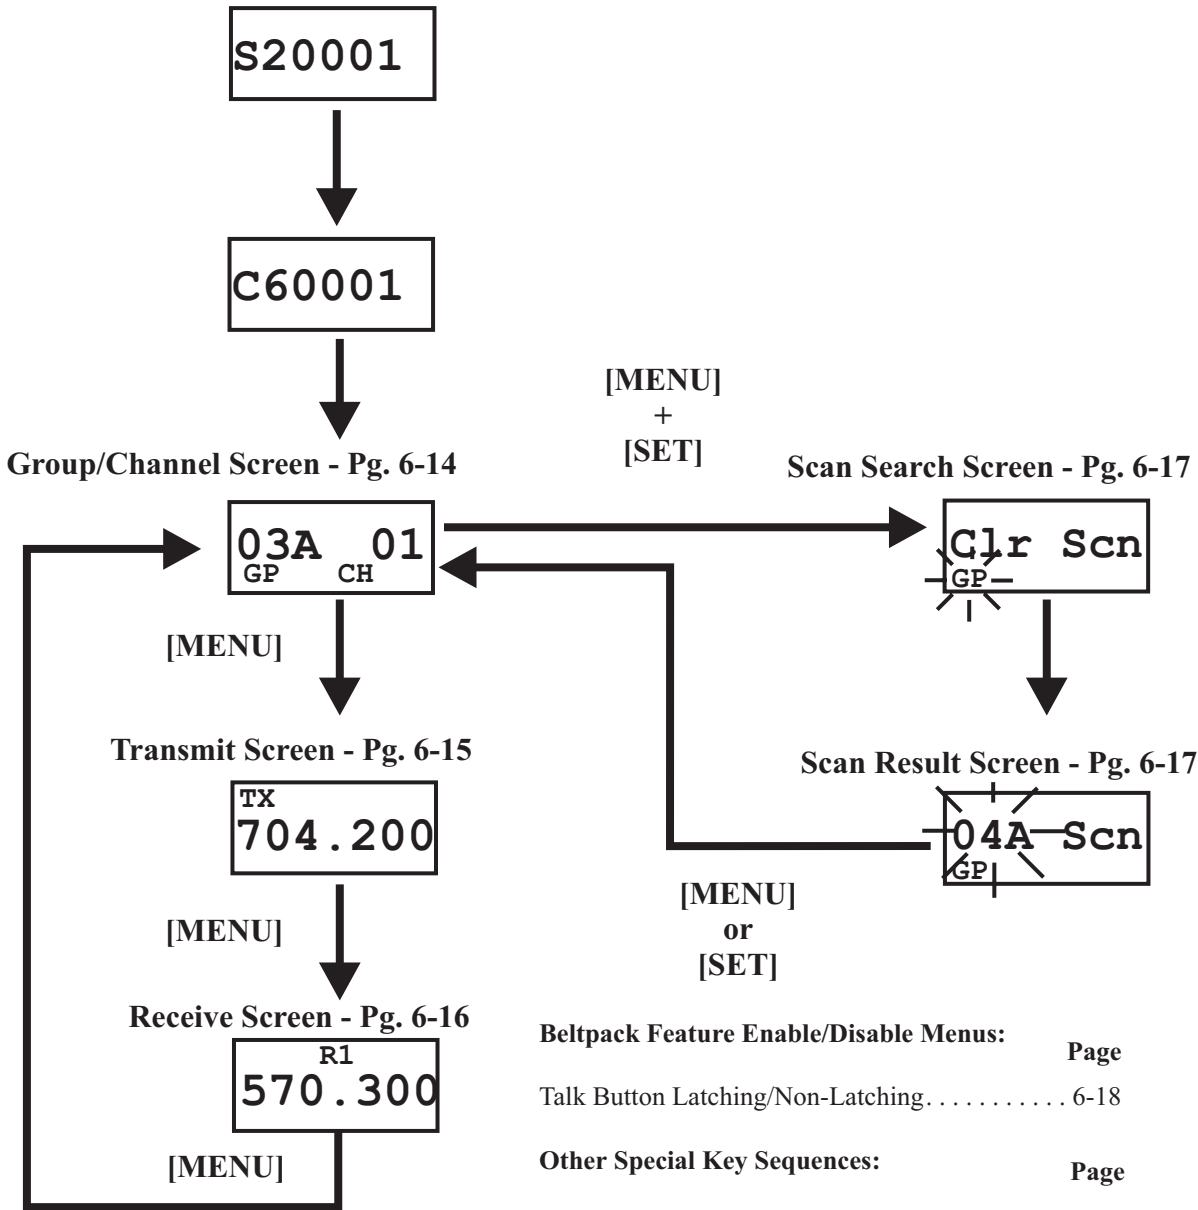 S20001
C60001
[MENU]
+
[SET]
Group/Channel Screen - Pg. 6-14
Scan Search Screen - Pg. 6-17
03A 01
GP CH
Clr Scn
GP
[MENU]
Transmit Screen - Pg. 6-15
Scan Result Screen - Pg. 6-17
TX
704.200
04A Scn
GP
[MENU]
or
[SET]
[MENU]
Receive Screen - Pg. 6-16
R1
570.300
[MENU]
Beltpack Feature Enable/Disable Menus:
Page
Talk Button Latching/Non-Latching. . . . . . . . . . . 6-18
Other Special Key Sequences:
Page